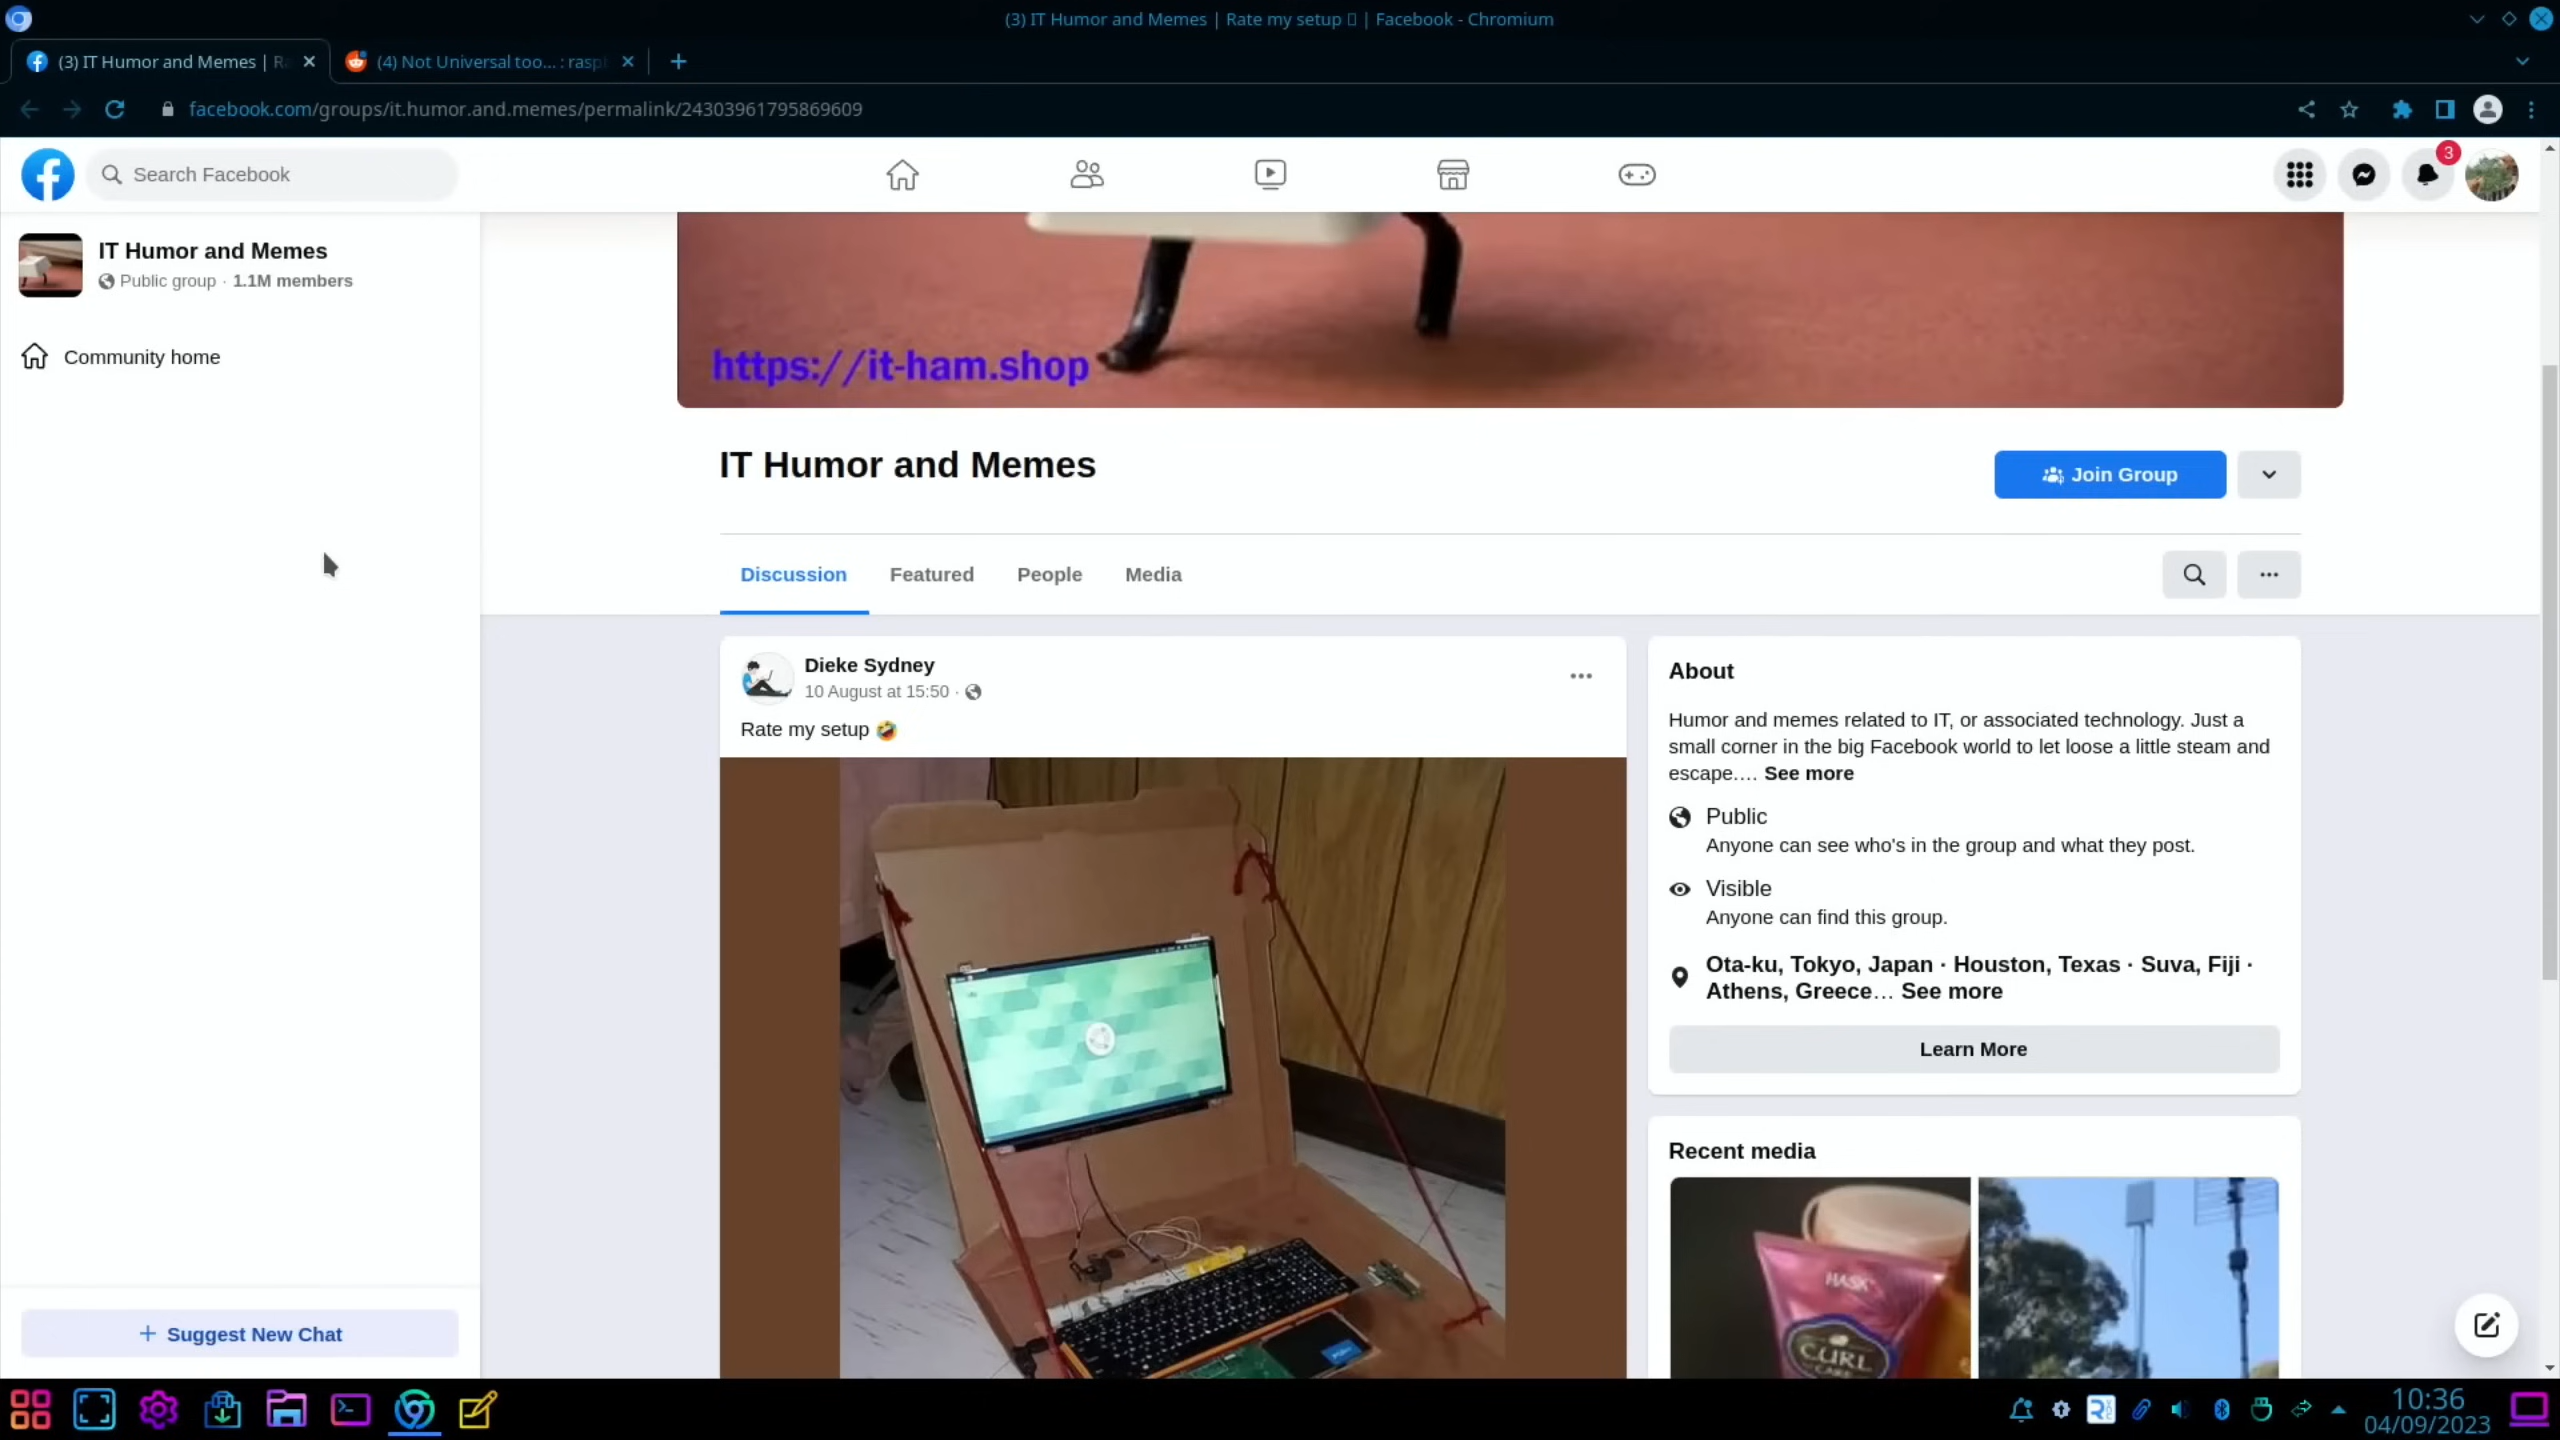 (3) IT Humor and Memes | Rate my setup | Facebook - Chromium
(3) IT Humor and Memes | R
(4) Not Universal too... : rasp
facebook.com/groups/it.humor.and.memes/permalink/24303961795869609
Search Facebook
3
IT Humor and Memes
Public group · 1.1M members
Community home
https://it-ham.shop
IT Humor and Memes
Join Group
Discussion
Featured
People
Media
Dieke Sydney
10 August at 15:50 ·
Rate my setup 🤣
About
Humor and memes related to IT, or associated technology. Just a
small corner in the big Facebook world to let loose a little steam and
escape.... See more
Public
Anyone can see who's in the group and what they post.
Visible
Anyone can find this group.
Ota-ku, Tokyo, Japan · Houston, Texas · Suva, Fiji ·
Athens, Greece... See more
Learn More
Recent media
HASK
CURL
Suggest New Chat
10:36
04/09/2023